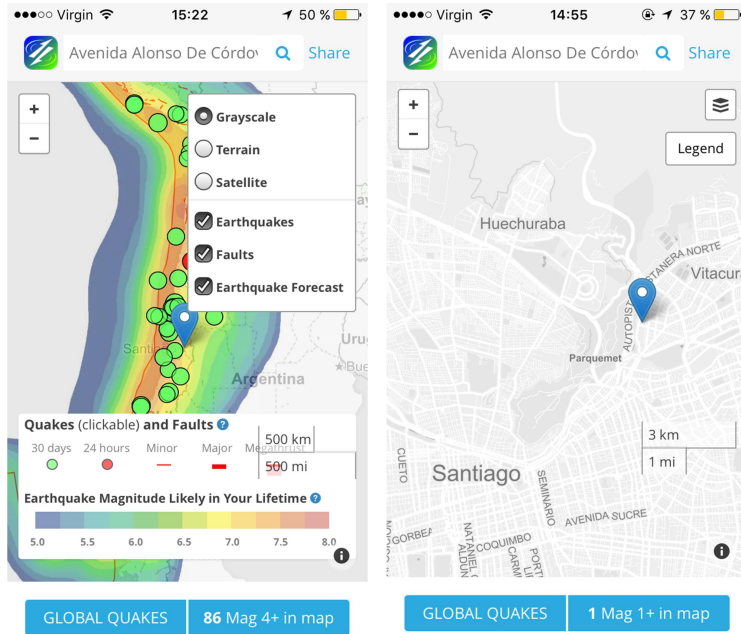 Virgin 15:22 50 %
Avenida Alonso De Córdov Share
+
−
Grayscale
Terrain
Satellite
Earthquakes
Faults
Earthquake Forecast
Argentina
Quakes (clickable) and Faults ?
30 days 24 hours Minor Major Megathrust
500 km
500 mi
Earthquake Magnitude Likely in Your Lifetime ?
5.0 5.5 6.0 6.5 7.0 7.5 8.0
i
GLOBAL QUAKES 86 Mag 4+ in map
Virgin 14:55 37 %
Avenida Alonso De Córdov Share
+
−
Legend
Huechuraba
Vitacur
Parquemet
3 km
1 mi
CUETO
Santiago
SEMINARIO
AVENIDA SUCRE
GORBEA
COQUIMBO
i
GLOBAL QUAKES 1 Mag 1+ in map